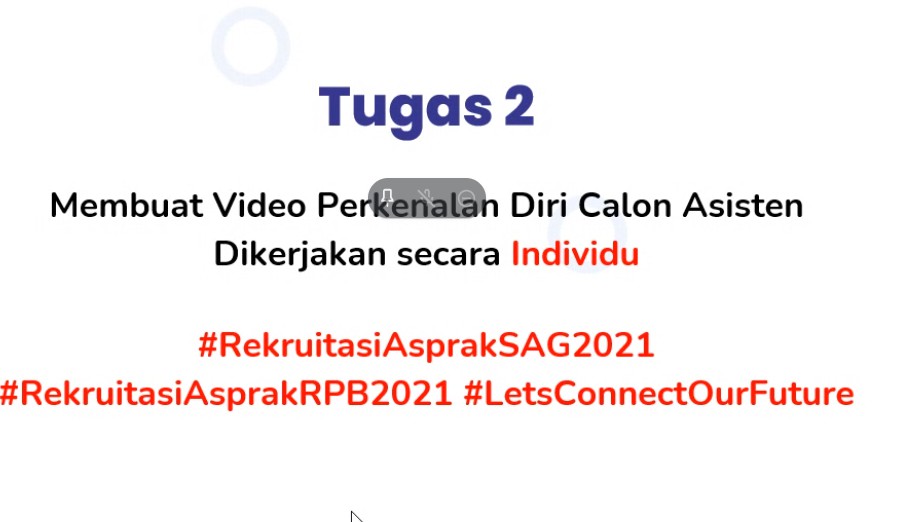 Tugas 2
Membuat Video Perkenalan Diri Calon Asisten
Dikerjakan secara Individu
#RekruitasiAsprakSAG2021
#RekruitasiAsprakRPB2021 #LetsConnectOurFuture